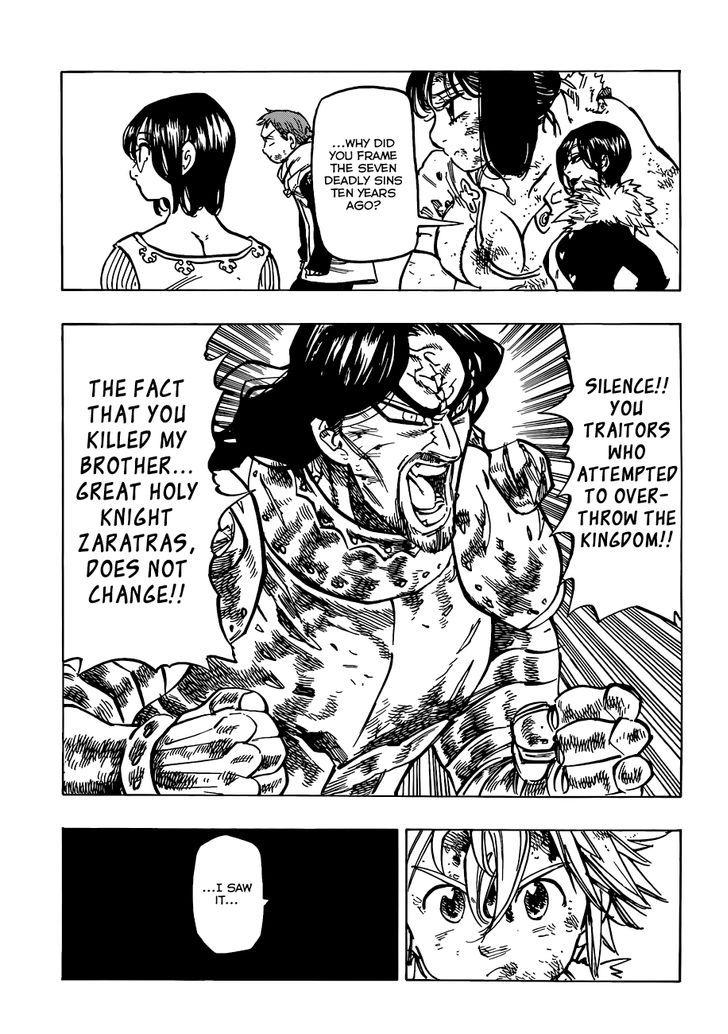 ...WHY DID
YOU FRAME
THE SEVEN
DEADLY SINS
TEN YEARS
AGO?
SILENCE!!
YOU
TRAITORS
WHO
ATTEMPTED
TO OVER-
THROW THE
KINGDOM!!
THE FACT
THAT YOU
KILLED MY
BROTHER...
GREAT HOLY
KNIGHT
ZARATRAS,
DOES NOT
CHANGE!!
...I SAW
IT...